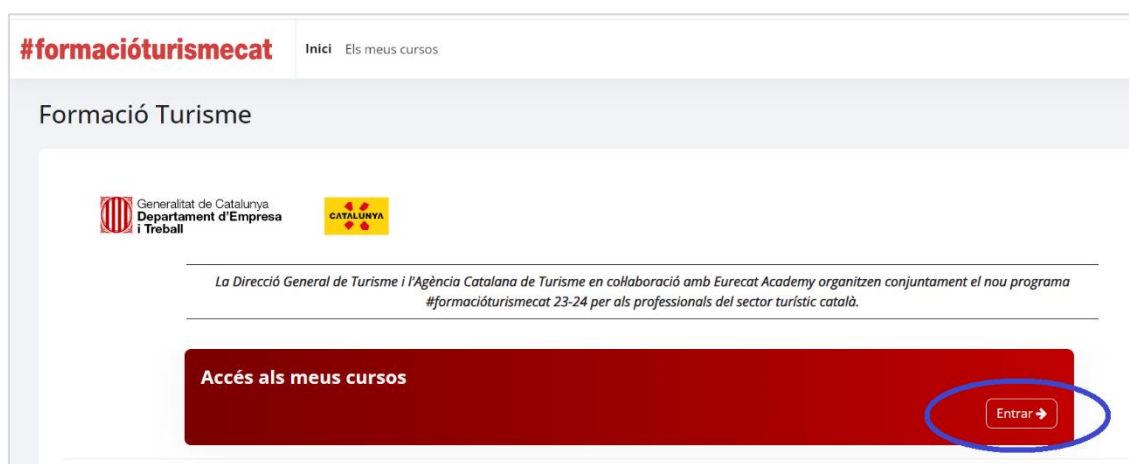 #formacióturismecat Inici Els meus cursos
Formació Turisme
Generalitat de Catalunya
Departament d'Empresa
i Treball
CATALUNYA
La Direcció General de Turisme i l'Agència Catalana de Turisme en col·laboració amb Eurecat Academy organitzen conjuntament el nou programa
#formacióturismecat 23-24 per als professionals del sector turístic català.
Accés als meus cursos
Entrar